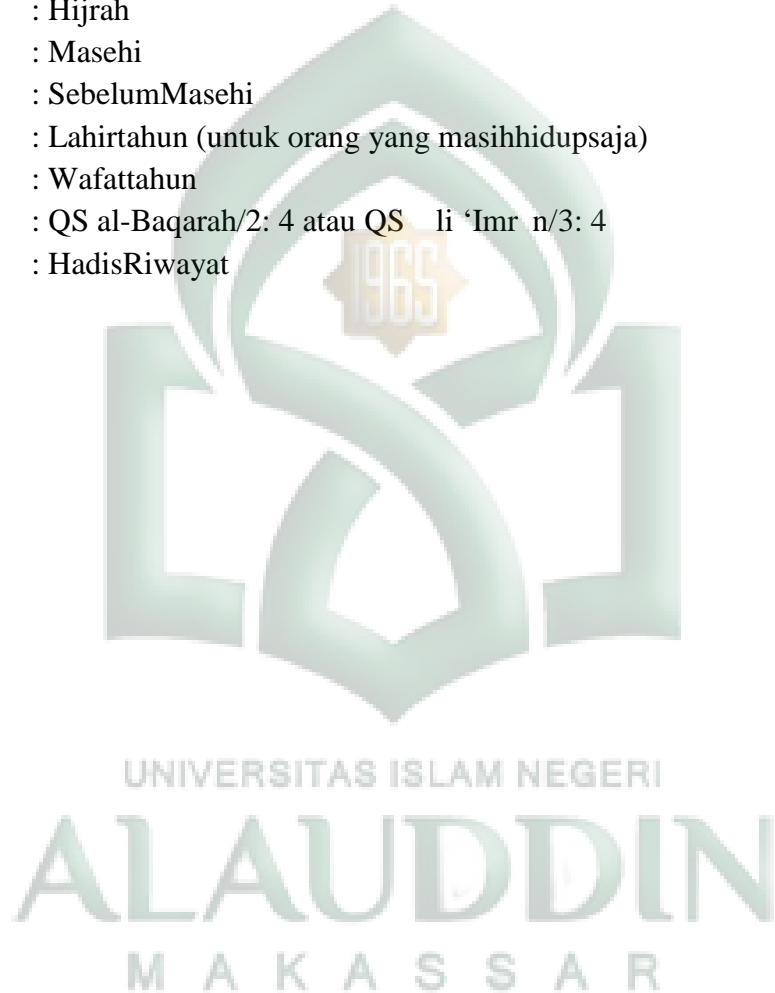 : Hijrah
: Masehi
: SebelumMasehi
: Lahirtahun (untuk orang yang masihhidupsaja)
: Wafattahun
: QS al-Baqarah/2: 4 atau QS li ‘Imr n/3: 4
: HadisRiwayat
1965
UNIVERSITAS ISLAM NEGERI
ALAUDDIN
MAKASSAR